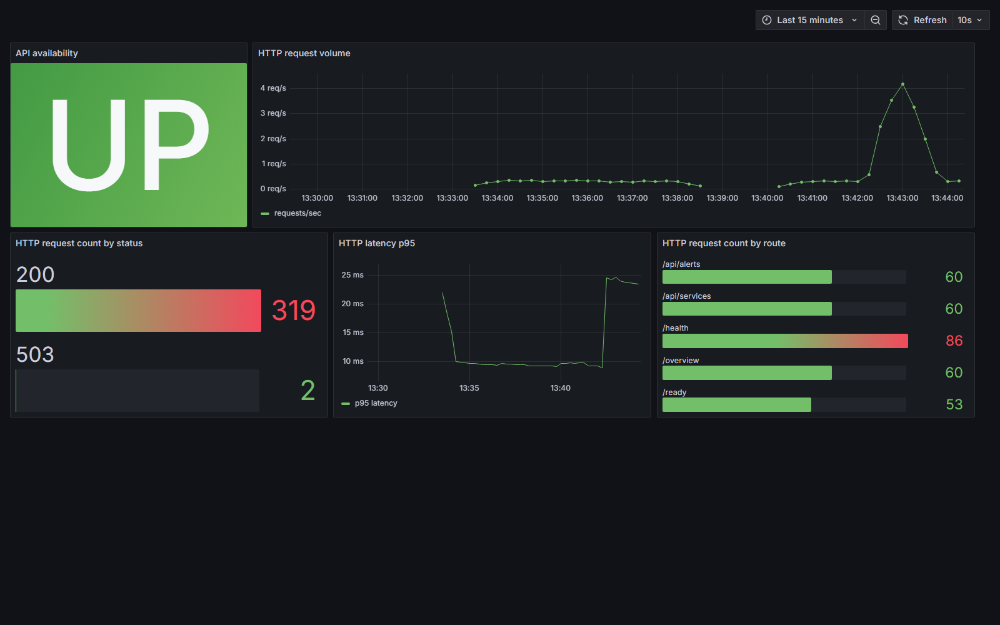 Last 15 minutes
Refresh
10s
API availability
UP
HTTP request volume
4 req/s
3 req/s
2 req/s
1 req/s
0 req/s
13:30:00 13:31:00 13:32:00 13:33:00 13:34:00 13:35:00 13:36:00 13:37:00 13:38:00 13:39:00 13:40:00 13:41:00 13:42:00 13:43:00 13:44:00
requests/sec
HTTP request count by status
200
319
503
2
HTTP latency p95
25 ms
20 ms
15 ms
10 ms
13:30 13:35 13:40
p95 latency
HTTP request count by route
/api/alerts
60
/api/services
60
/health
86
/overview
60
/ready
53